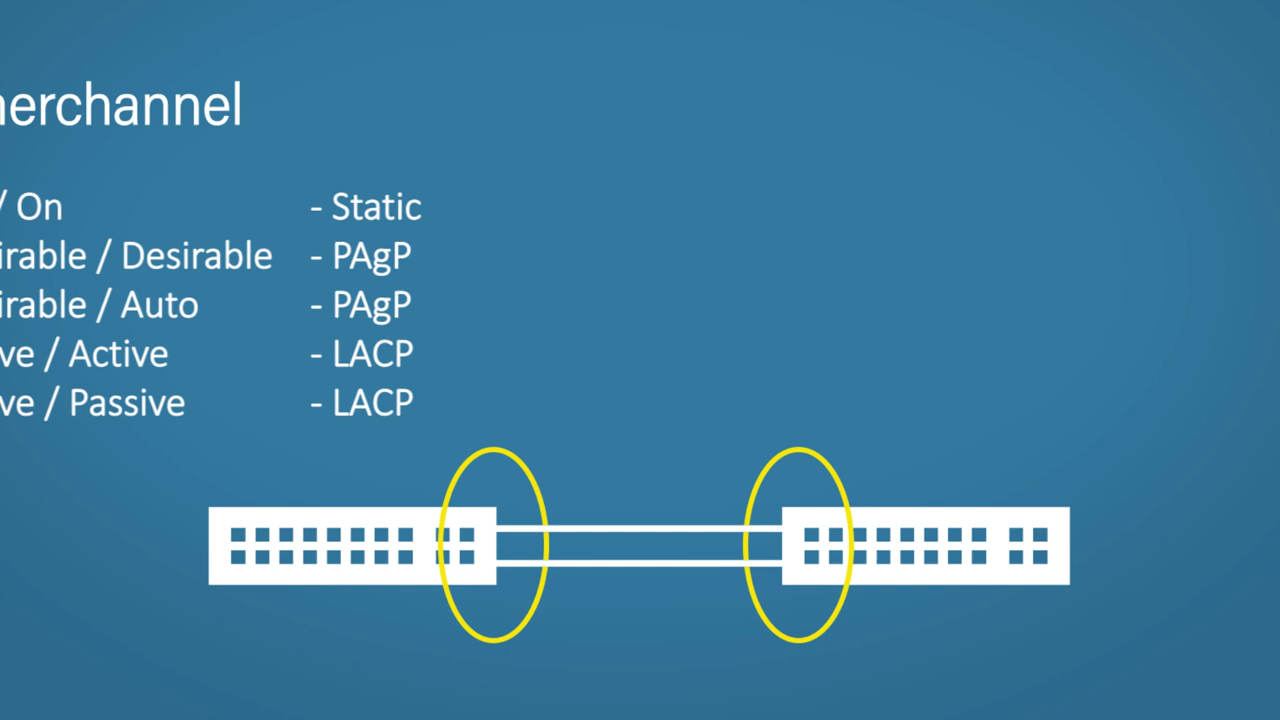 herchannel
/ On - Static
irable / Desirable - PAgP
irable / Auto - PAgP
ve / Active - LACP
ve / Passive - LACP